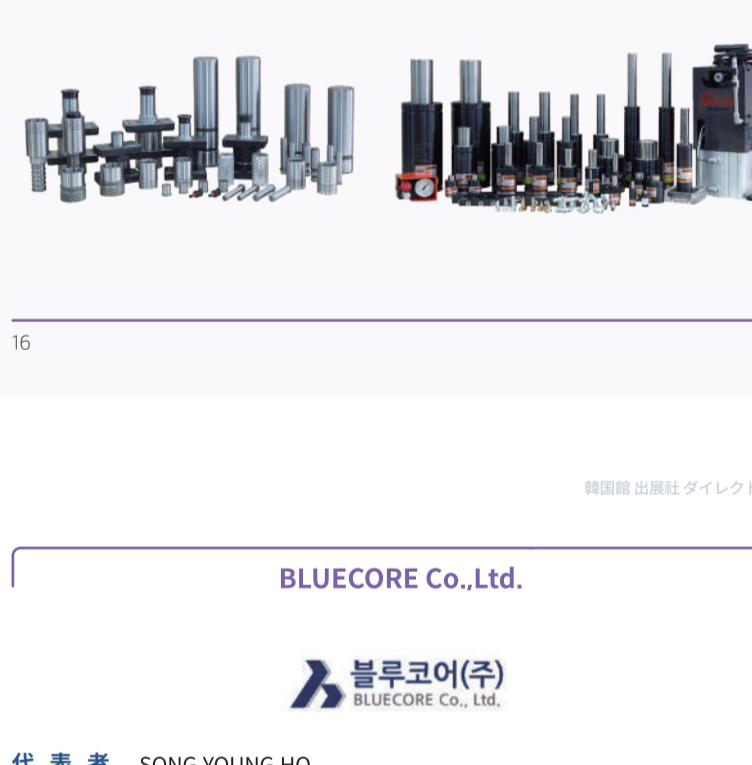 16
韓国館 出展社 ダイレクト
BLUECORE Co.,Ltd.
블루코어(주)
BLUECORE Co., Ltd.
代 表 者 SONG YOUNG HO